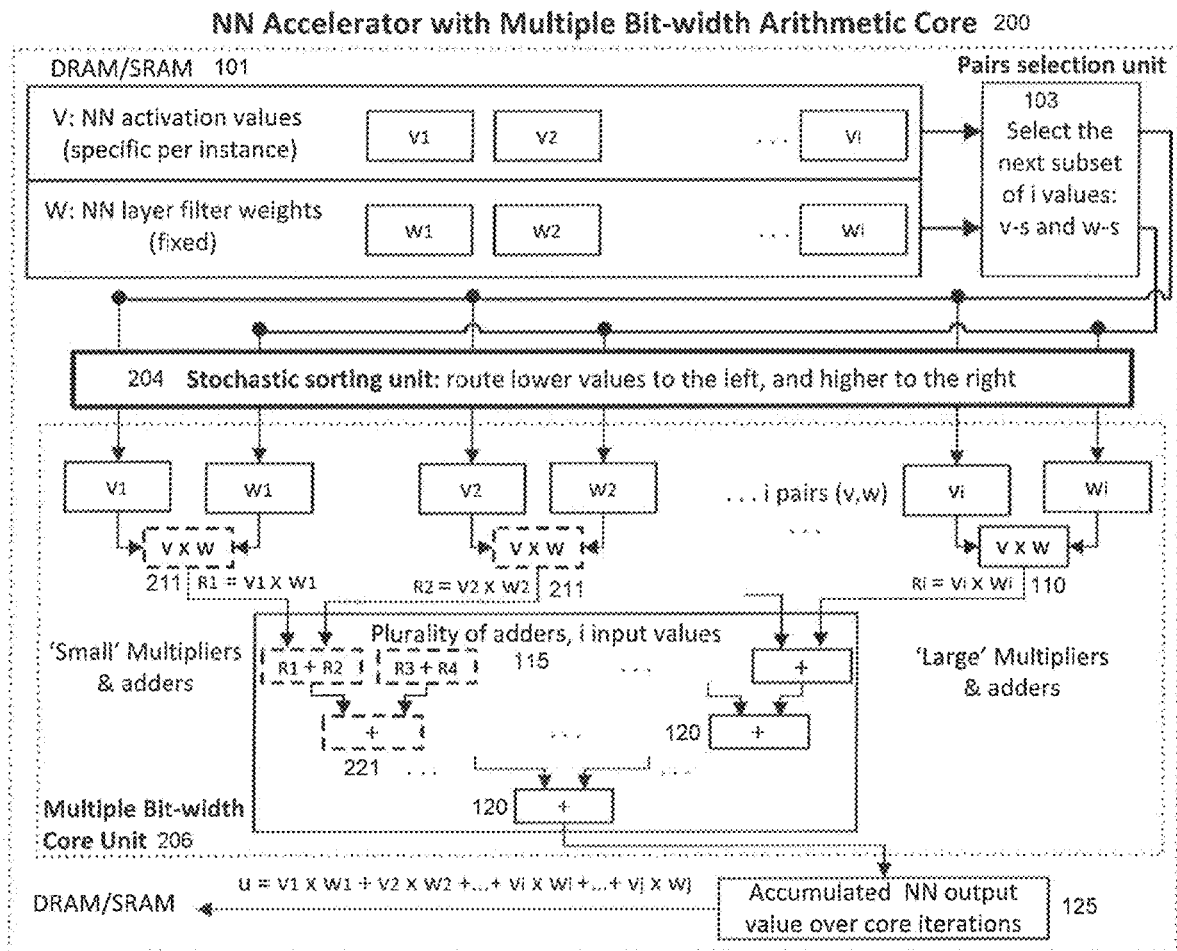 NN Accelerator with Multiple Bit-width Arithmetic Core 200
DRAM/SRAM 101
Pairs selection unit
V: NN activation values
(specific per instance)
V1 V2 ... Vi
W: NN layer filter weights
(fixed)
W1 W2 ... Wi
103
Select the
next subset
of i values:
v-s and w-s
204 Stochastic sorting unit: route lower values to the left, and higher to the right
V1 W1 V2 W2 ... i pairs (v,w) Vi Wi
...
V x W V x W V x W
211 R1 = V1 X W1 R2 = V2 X W2 211 Ri = Vi X Wi 110
Plurality of adders, i input values
'Small' Multipliers
& adders
R1 + R2 R3 + R4 115 ... +
'Large' Multipliers
& adders
+ ... 120 +
221 ... ...
120 +
Multiple Bit-width
Core Unit 206
u = V1 X W1 + V2 X W2 +...+ Vi X Wi +...+ Vj X Wj
DRAM/SRAM
Accumulated NN output
value over core iterations
125